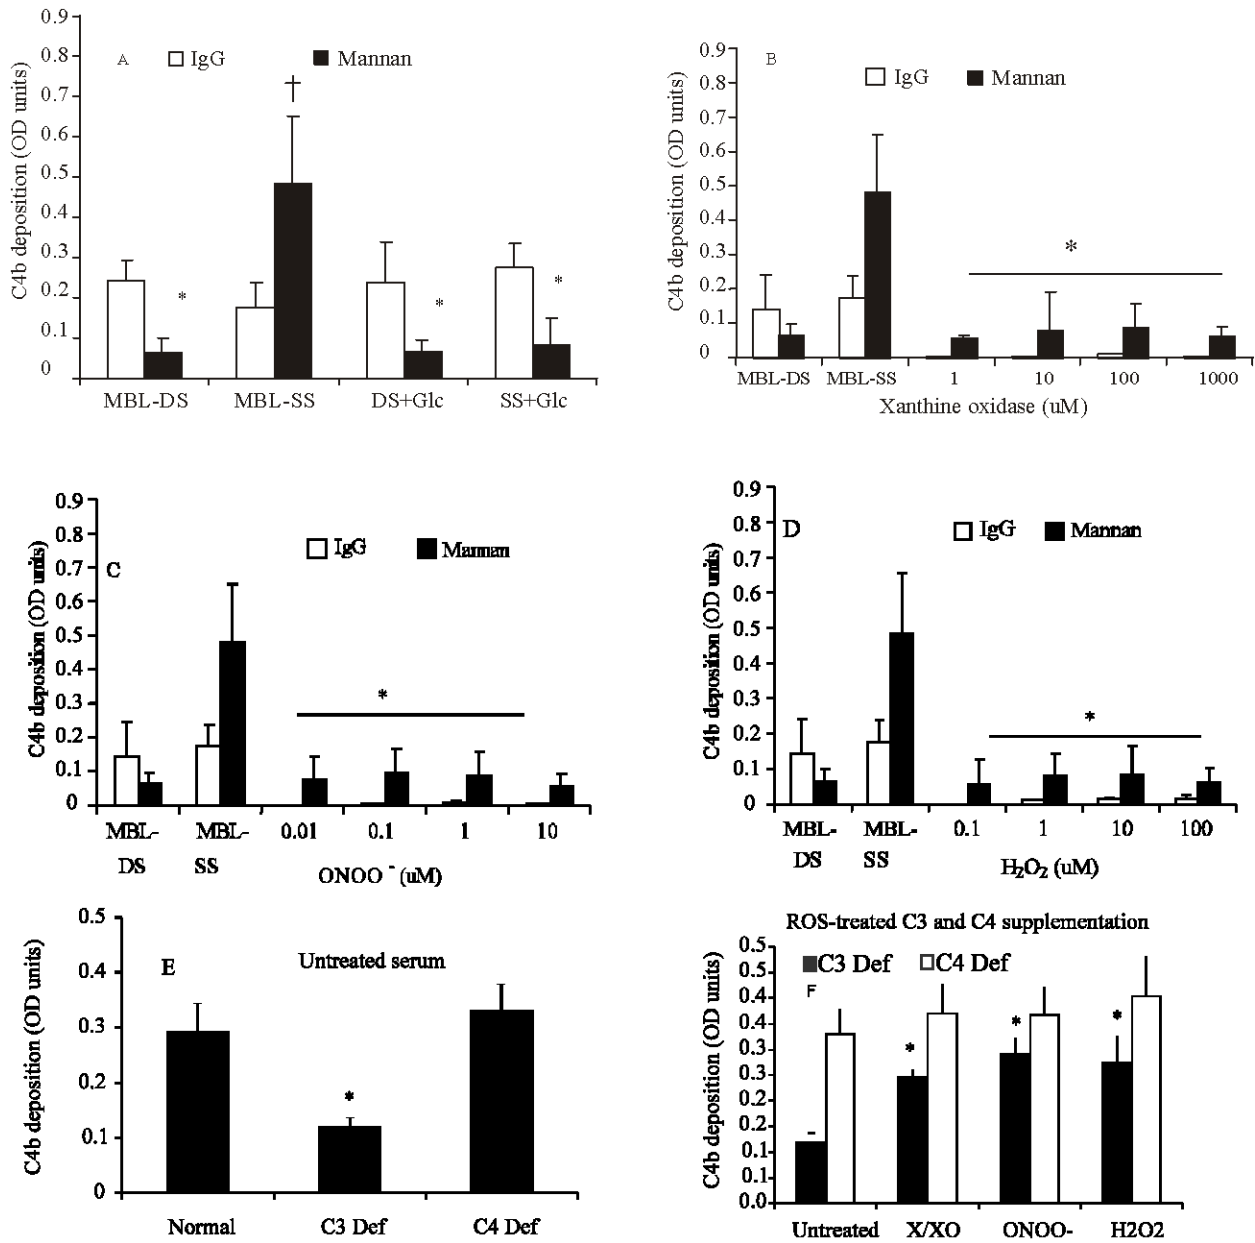 A
IgG
Mannan
†
C4b deposition (OD units)
0.9
0.8
0.7
0.6
0.5
0.4
0.3
0.2
0.1
0
*
*
*
MBL-DS
MBL-SS
DS+Glc
SS+Glc
B
IgG
Mannan
C4b deposition (OD units)
0.9
0.8
0.7
0.6
0.5
0.4
0.3
0.2
0.1
0
*
MBL-DS
MBL-SS
1
10
100
1000
Xanthine oxidase (uM)
C
IgG
Mannan
C4b deposition (OD units)
0.9
0.8
0.7
0.6
0.5
0.4
0.3
0.2
0.1
0
*
MBL-
DS
MBL-
SS
0.01
0.1
1
10
ONOO⁻ (uM)
D
IgG
Mannan
C4b deposition (OD units)
0.9
0.8
0.7
0.6
0.5
0.4
0.3
0.2
0.1
0
*
MBL-
DS
MBL-
SS
0.1
1
10
100
H₂O₂ (uM)
E
Untreated serum
C4b deposition (OD units)
0.5
0.4
0.3
0.2
0.1
0
*
Normal
C3 Def
C4 Def
ROS-treated C3 and C4 supplementation
C3 Def
C4 Def
F
C4b deposition (OD units)
0.5
0.5
0.4
0.4
0.3
0.3
0.2
0.2
0.1
0.1
0.0
*
*
*
Untreated
X/XO
ONOO-
H2O2